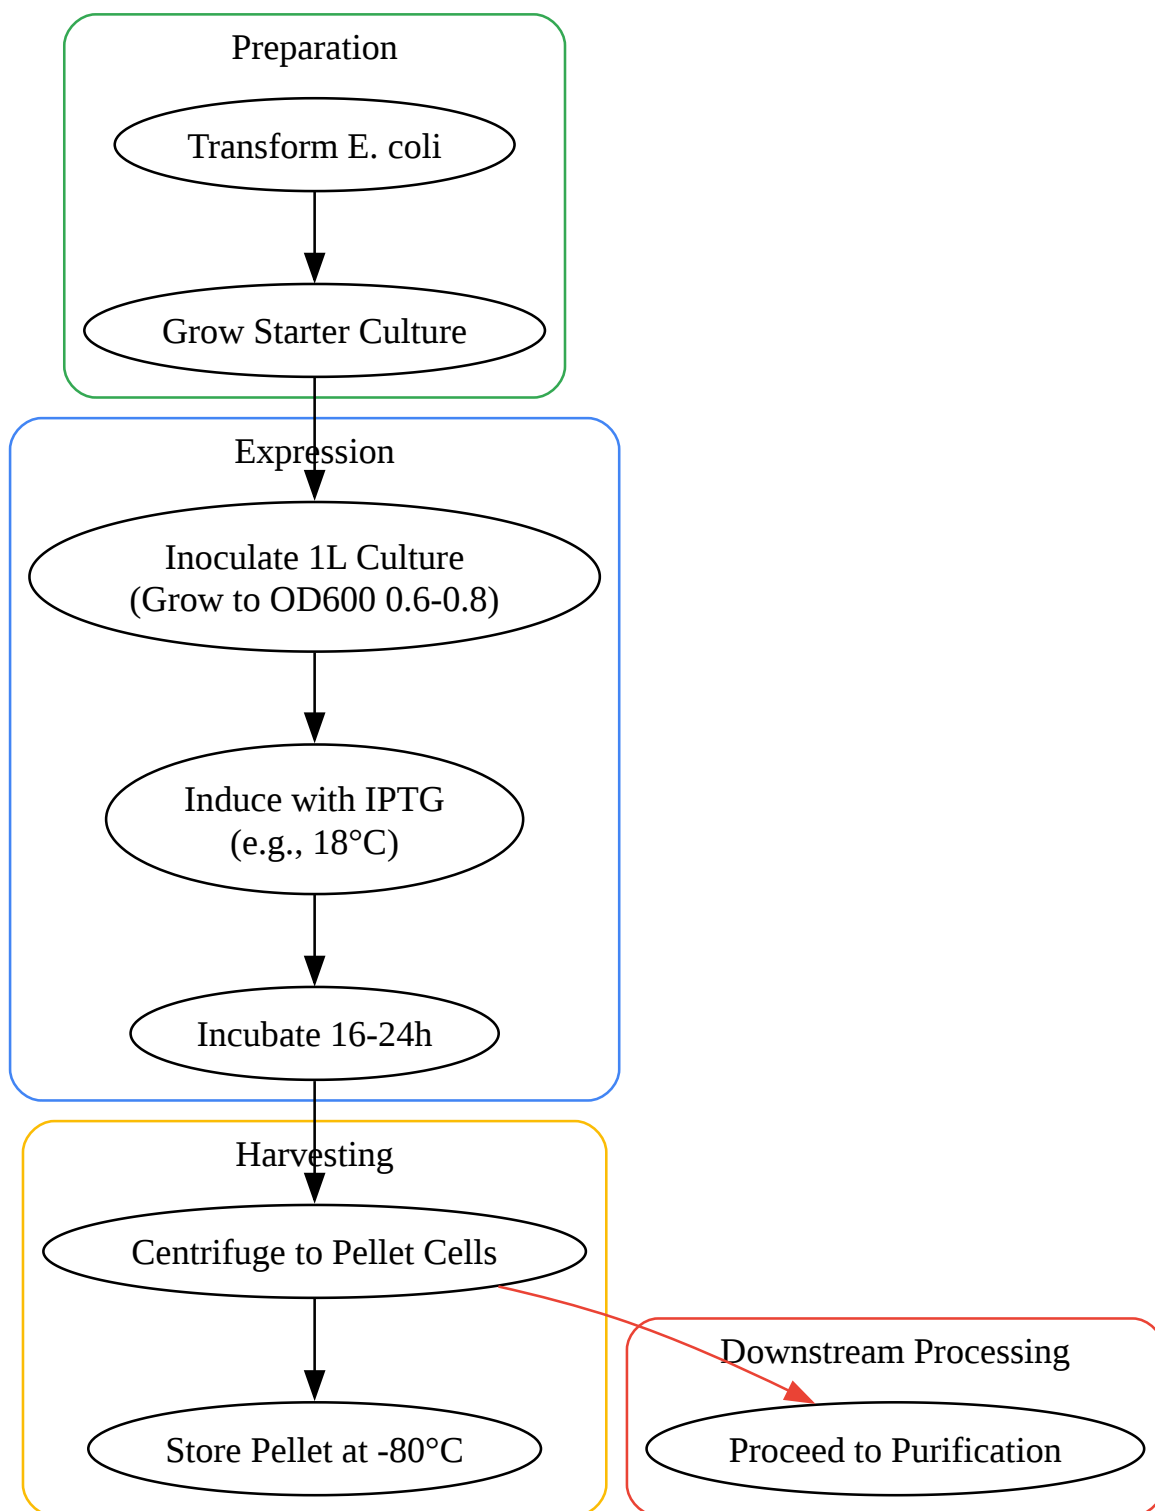 Preparation
Transform E. coli
Grow Starter Culture
Expression
Inoculate 1L Culture
(Grow to OD600 0.6-0.8)
Induce with IPTG
(e.g., 18°C)
Incubate 16-24h
Harvesting
Centrifuge to Pellet Cells
Downstream Processing
Store Pellet at -80°C
Proceed to Purification